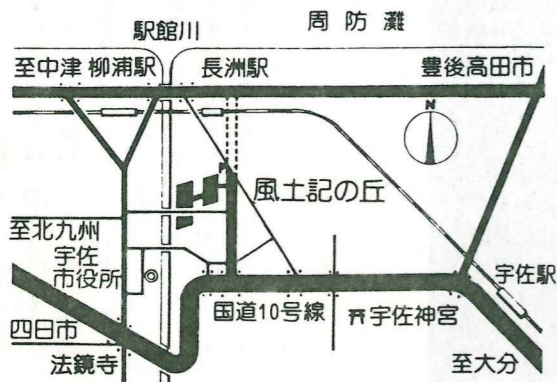 駅館川
周防灘
至中津
柳浦駅
長洲駅
豊後高田市
N
風土記の丘
至北九州
宇佐
市役所
宇佐駅
国道10号線
宇佐神宮
四日市
法鏡寺
至大分